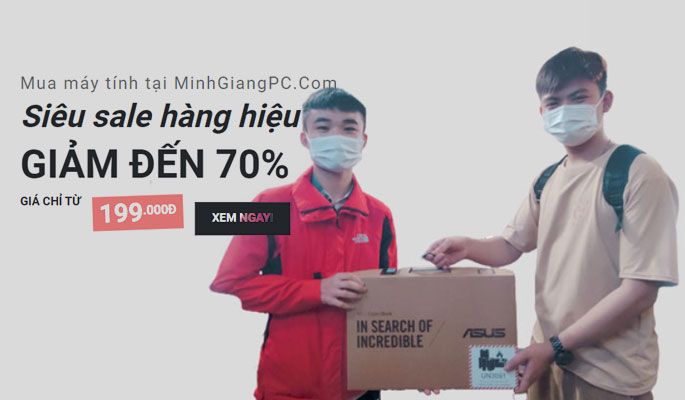 Mua máy tính tại MinhGiangPC.Com
Siêu sale hàng hiệu
GIẢM ĐẾN 70%
GIÁ CHỈ TỪ
199.000Đ
XEM NGAY!
IN SEARCH OF
INCREDIBLE
ASUS
UN3091